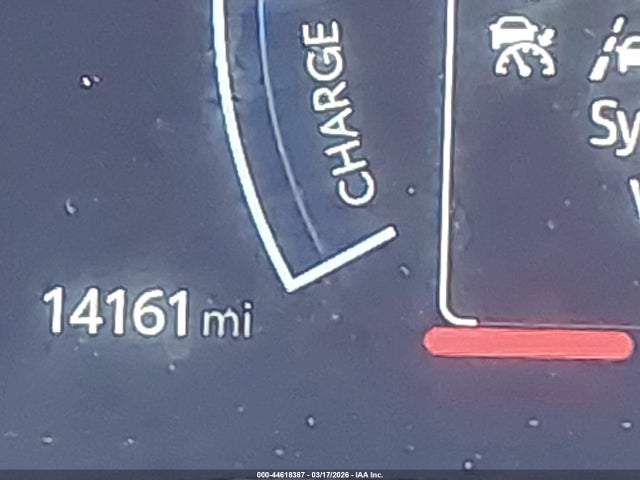 CHARGE
Sy
14161 mi
000-44618387 - 03/17/2026 - IAA Inc.